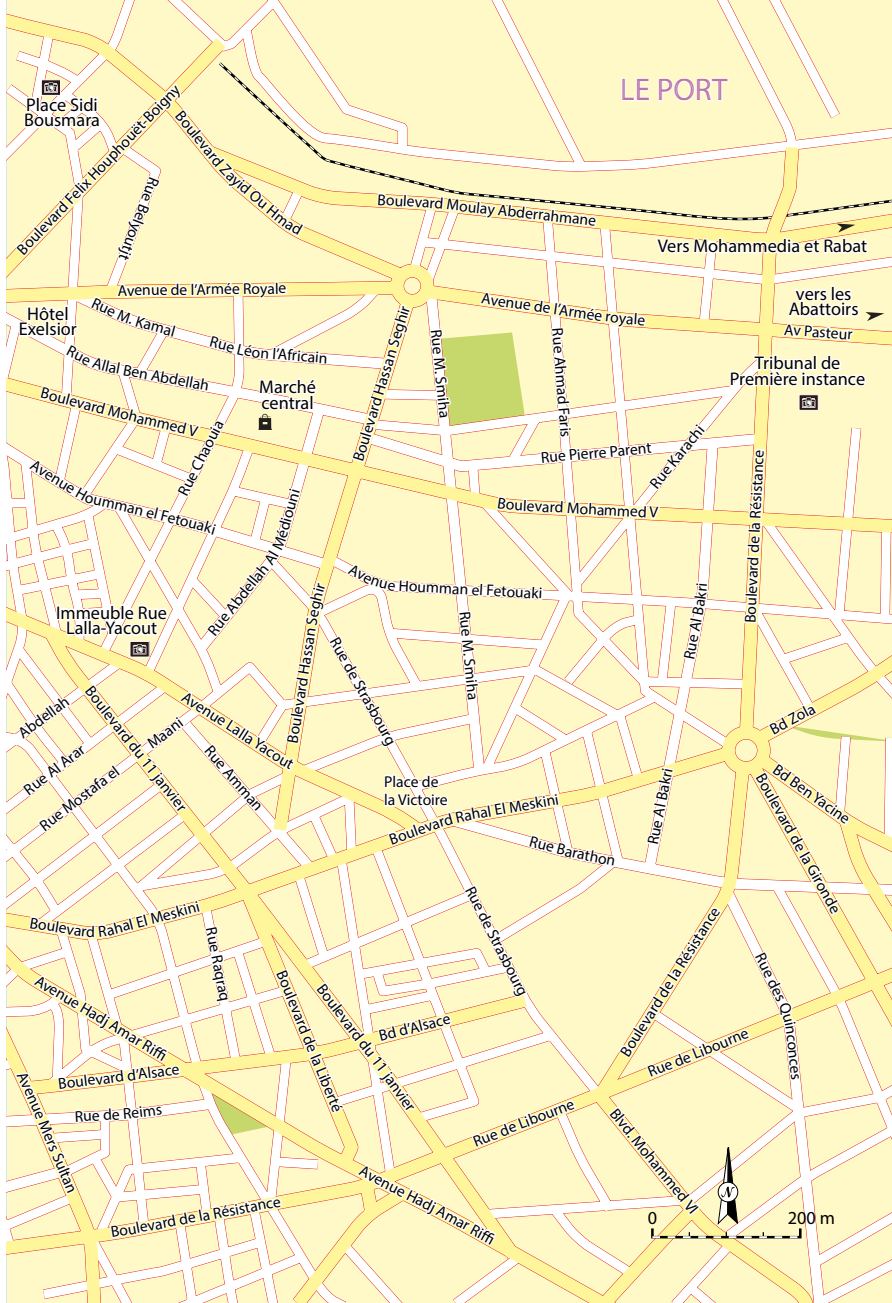 LE PORT
Place Sidi
Bousmara
Boulevard Felix Houphouët-Boigny
Boulevard Zayid Ou Hmad
Rue Belyoutjt
Boulevard Moulay Abderrahmane
Vers Mohammedia et Rabat
Avenue de l'Armée Royale
Avenue de l'Armée royale
vers les
Abattoirs
Av Pasteur
Hôtel
Exelsior
Rue M. Kamal
Rue Léon l'Africain
Rue Allal Ben Abdellah
Boulevard Hassan Seghir
Rue M. Smiha
Rue Ahmad Faris
Tribunal de
Première instance
Marché
central
Boulevard Mohammed V
Rue Chaouia
Rue Pierre Parent
Rue Karachi
Avenue Houmman el Fetouaki
Rue Abdellah Al Médiouni
Boulevard Mohammed V
Boulevard de la Résistance
Avenue Houmman el Fetouaki
Immeuble Rue
Lalla-Yacout
Boulevard Hassan Seghir
Rue de Strasbourg
Rue M. Smiha
Rue Al Bakri
Abdellah
Rue Al Arar
Rue Mostafa el Maani
Boulevard du 11 janvier
Avenue Lalla Yacout
Rue Amman
Bd Zola
Place de
la Victoire
Boulevard Rahal El Meskini
Rue Al Bakri
Bd Ben Yacine
Boulevard de la Gironde
Rue Barathon
Boulevard Rahal El Meskini
Rue Raqraq
Rue de Strasbourg
Boulevard de la Résistance
Rue des Quinconces
Avenue Hadj Amar Riffi
Boulevard de la Liberté
Boulevard du 11 janvier
Bd d'Alsace
Rue de Libourne
Boulevard d'Alsace
Rue de Reims
Avenue Mers Sultan
Rue de Libourne
Blvd. Mohammed VI
Avenue Hadj Amar Riffi
Boulevard de la Résistance
N
0 200 m